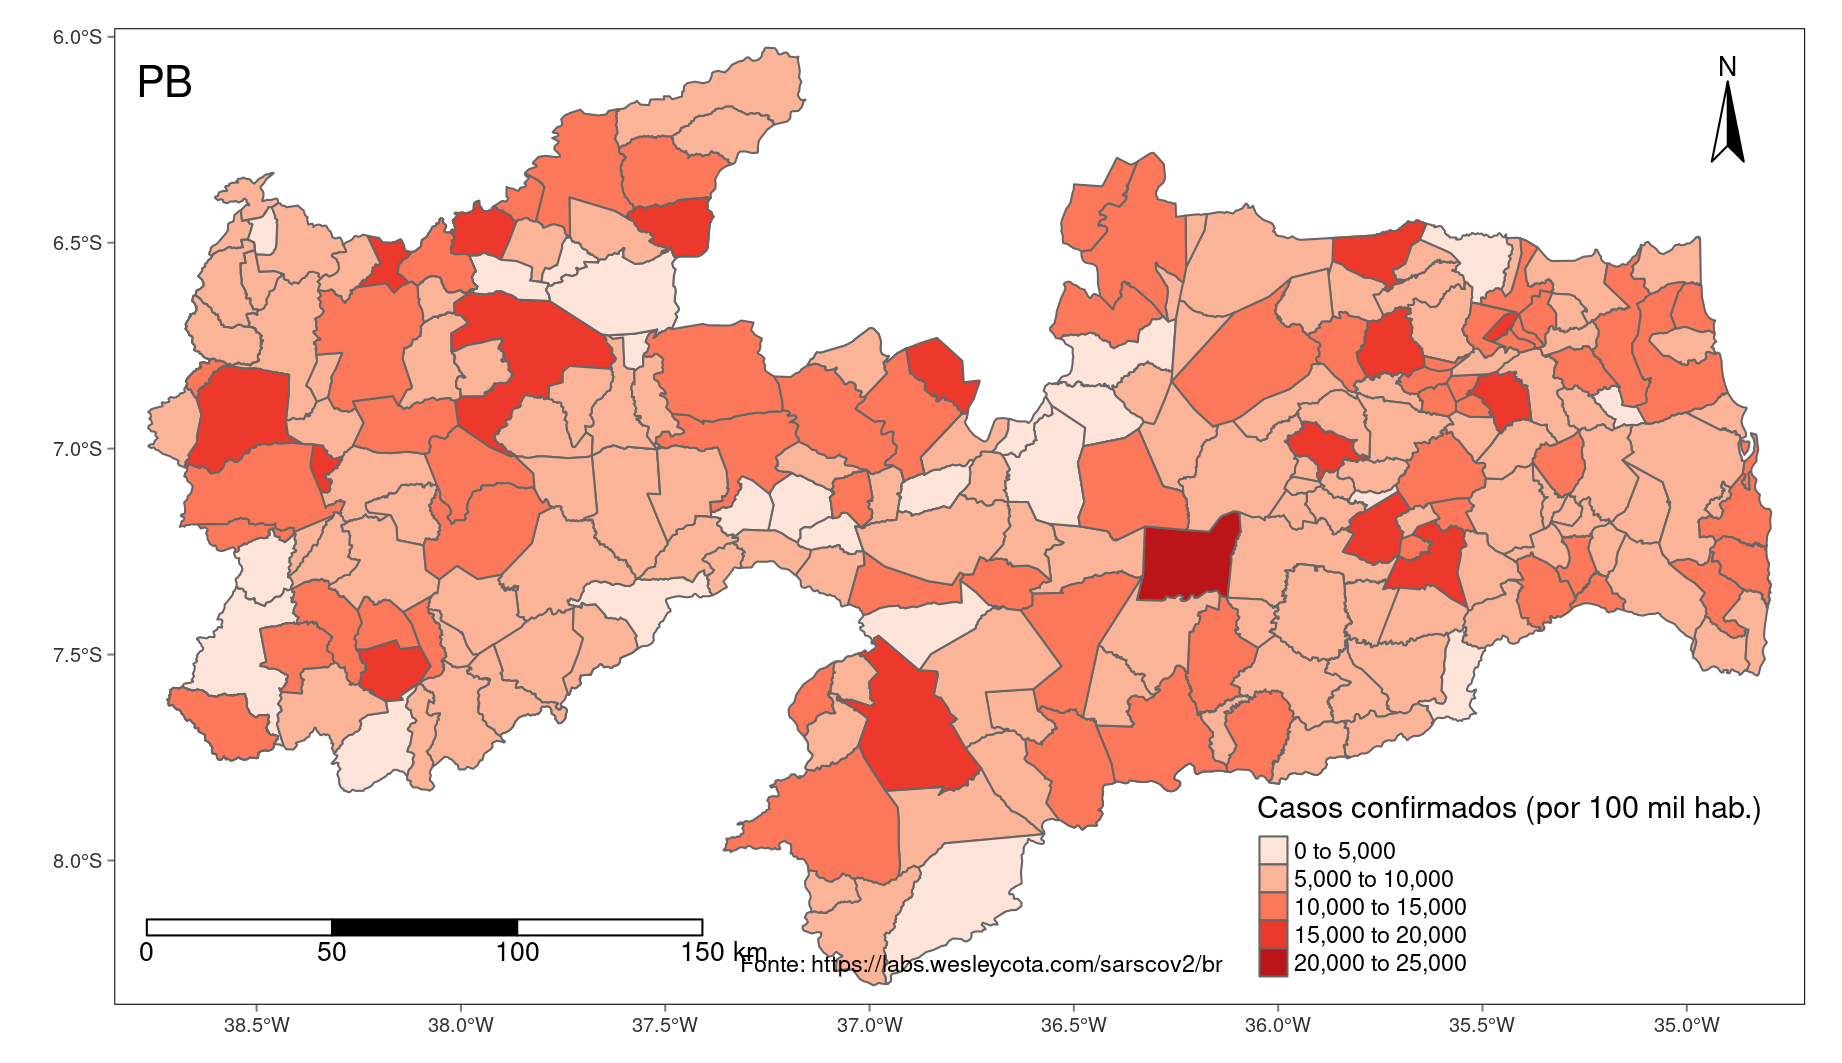 6.0°S
PB
N
6.5°S
7.0°S
7.5°S
8.0°S
Casos confirmados (por 100 mil hab.)
0 to 5,000
5,000 to 10,000
10,000 to 15,000
15,000 to 20,000
20,000 to 25,000
0 50 100 150 km
Fonte: https://labs.wesleycota.com/sarscov2/br
38.5°W 38.0°W 37.5°W 37.0°W 36.5°W 36.0°W 35.5°W 35.0°W